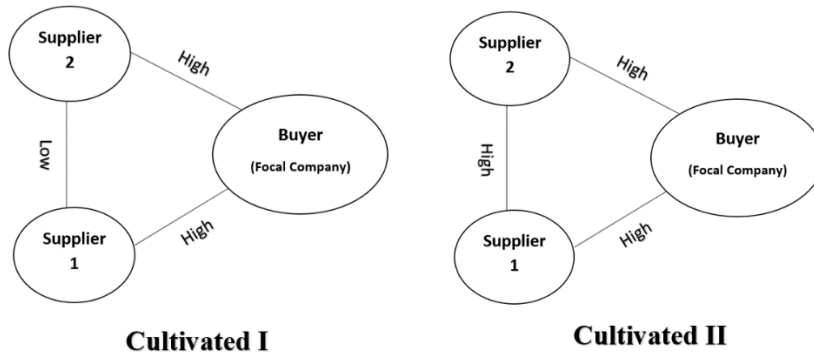 Supplier
2
High
Low
Buyer
(Focal Company)
High
Supplier
1
Cultivated I
Supplier
2
High
High
Buyer
(Focal Company)
High
Supplier
1
Cultivated II